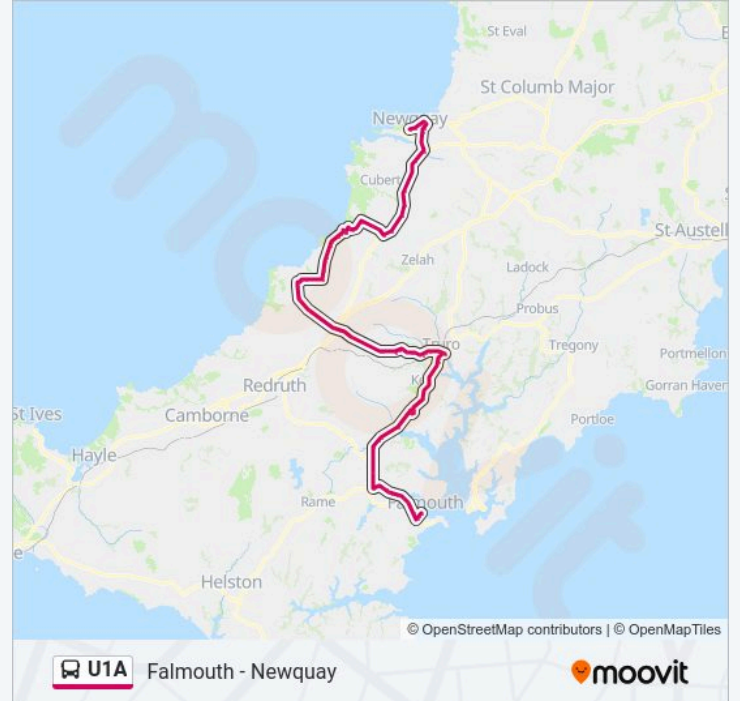 St Eval
St Columb Major
Newquay
Cubert
St Austell
Zelah
Ladock
Probus
Truro
Tregony
Portmellon
Redruth
Gorran Haven
St Ives
Camborne
Portloe
Hayle
Rame
Falmouth
Helston
© OpenStreetMap contributors | © OpenMapTiles
U1A Falmouth - Newquay
moovit